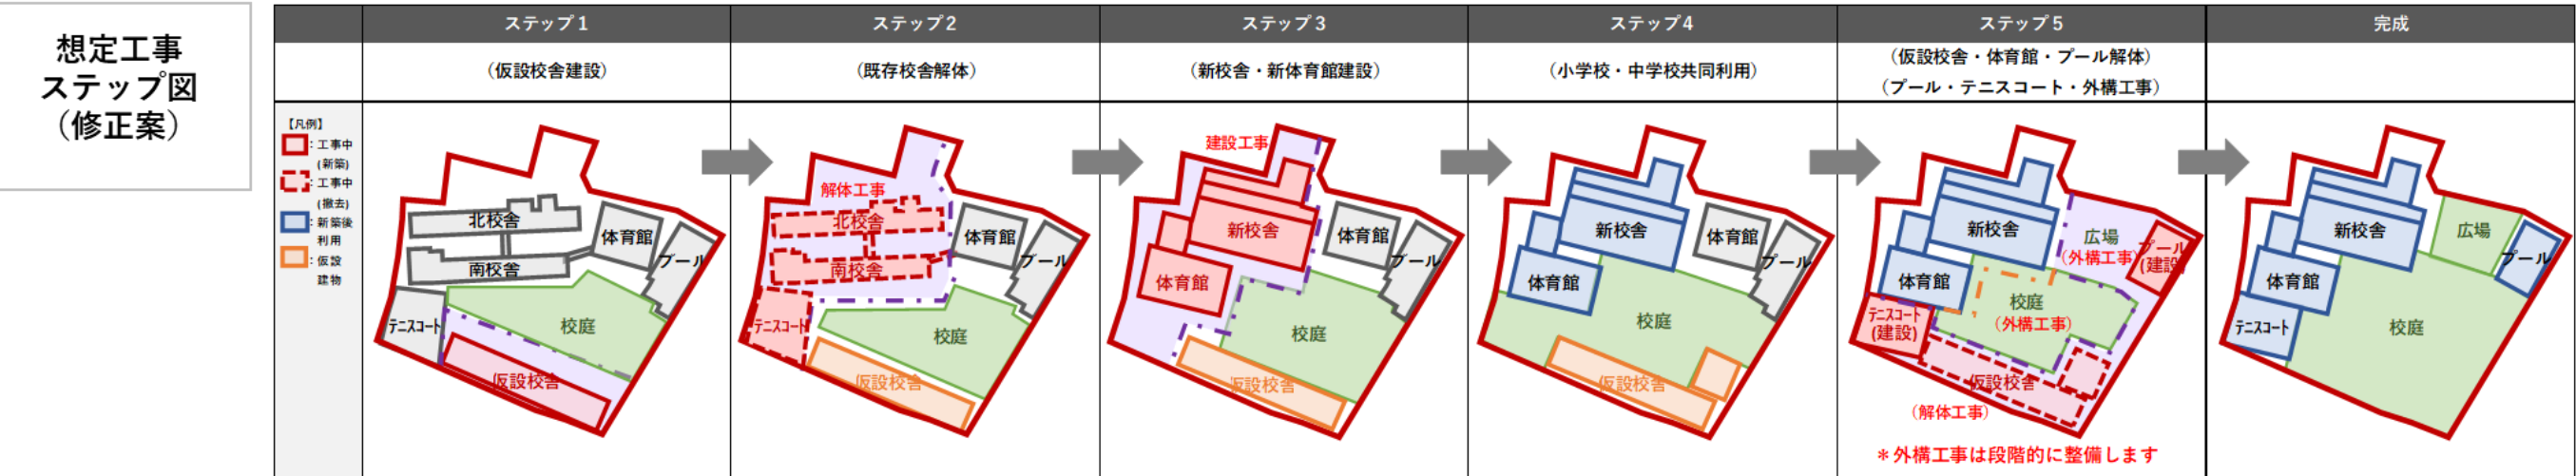 想定工事
ステップ図
（修正案）
ステップ１
ステップ２
ステップ３
ステップ４
ステップ５
完成
（仮設校舎建設）
（既存校舎解体）
（新校舎・新体育館建設）
（小学校・中学校共同利用）
（仮設校舎・体育館・プール解体）
（プール・テニスコート・外構工事）
【凡例】
：工事中
(新築)
：工事中
(撤去)
：新築後
利用
：仮設
建物
北校舎
体育館
プール
南校舎
テニスコート
校庭
仮設校舎
解体工事
北校舎
体育館
プール
南校舎
テニスコート
校庭
仮設校舎
建設工事
新校舎
体育館
プール
体育館
校庭
仮設校舎
新校舎
体育館
プール
体育館
校庭
仮設校舎
新校舎
広場
（外構工事）
プール
(建設)
体育館
校庭
（外構工事）
テニスコート
(建設)
仮設校舎
（解体工事）
＊外構工事は段階的に整備します
新校舎
広場
プール
体育館
テニスコート
校庭